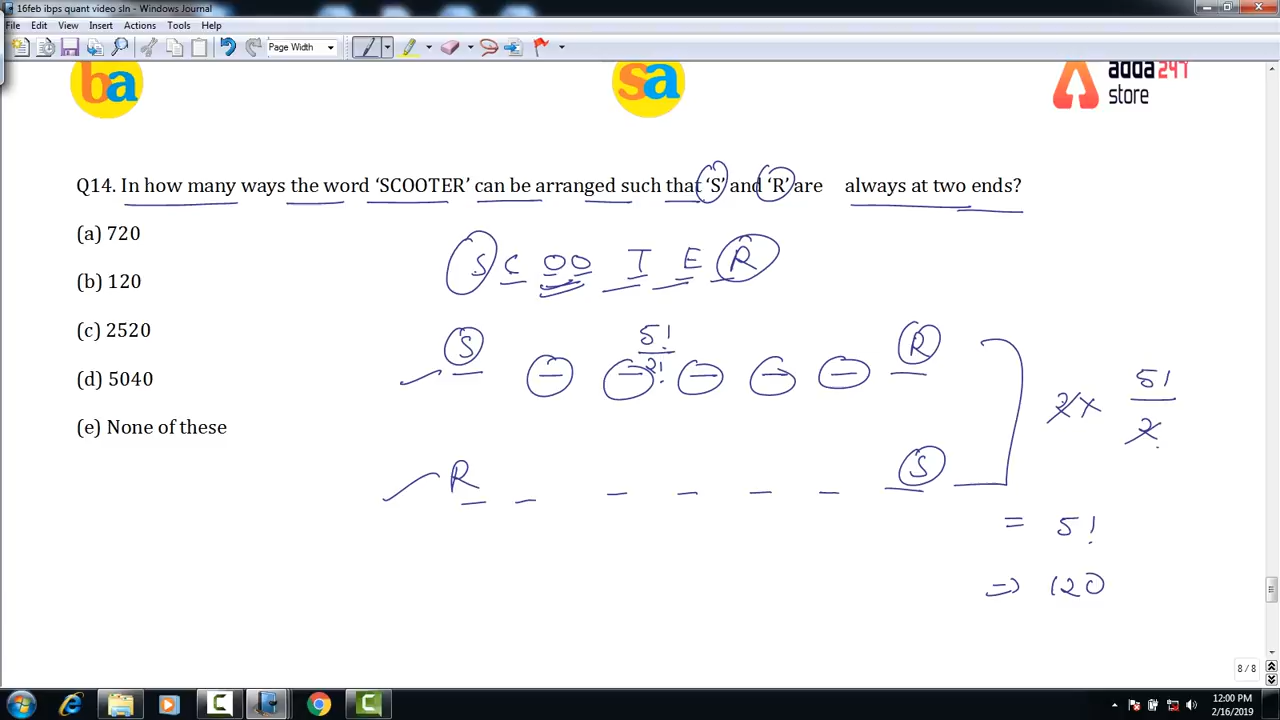 16feb ibps quant video sln - Windows Journal
File Edit View Insert Actions Tools Help
Page Width
ba
sa
adda247
store
Q14. In how many ways the word ‘SCOOTER’ can be arranged such that ‘S’ and ‘R’ are always at two ends?
(a) 720
(b) 120
(c) 2520
(d) 5040
(e) None of these
S C O O T E R
S 5!/2! R
2 × 5!/2
R S
= 5!
⇒ 120
8 / 8
12:00 PM
2/16/2019